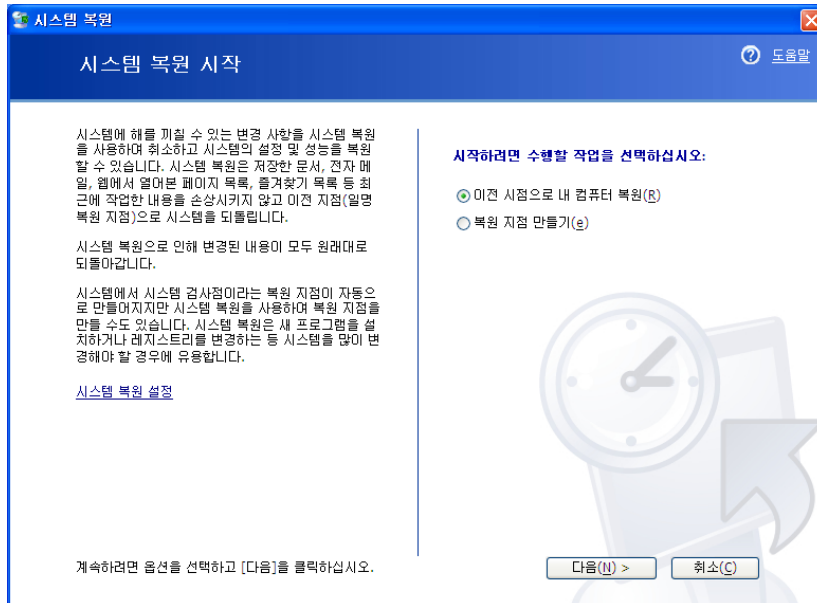 시스템 복원
시스템 복원 시작
도움말
시스템에 해를 끼칠 수 있는 변경 사항을 시스템 복원
을 사용하여 취소하고 시스템의 설정 및 성능을 복원
할 수 있습니다. 시스템 복원은 저장한 문서, 전자 메
일, 웹에서 열어본 페이지 목록, 즐겨찾기 목록 등 최
근에 작업한 내용을 손상시키지 않고 이전 지점(일명
복원 지점)으로 시스템을 되돌립니다.
시스템 복원으로 인해 변경된 내용이 모두 원래대로
되돌아갑니다.
시스템에서 시스템 검사점이라는 복원 지점이 자동으
로 만들어지지만 시스템 복원을 사용하여 복원 지점을
만들 수도 있습니다. 시스템 복원은 새 프로그램을 설
치하거나 레지스트리를 변경하는 등 시스템을 많이 변
경해야 할 경우에 유용합니다.
시스템 복원 설정
시작하려면 수행할 작업을 선택하십시오:
이전 시점으로 내 컴퓨터 복원(R)
복원 지점 만들기(e)
계속하려면 옵션을 선택하고 [다음]을 클릭하십시오.
다음(N) >
취소(C)